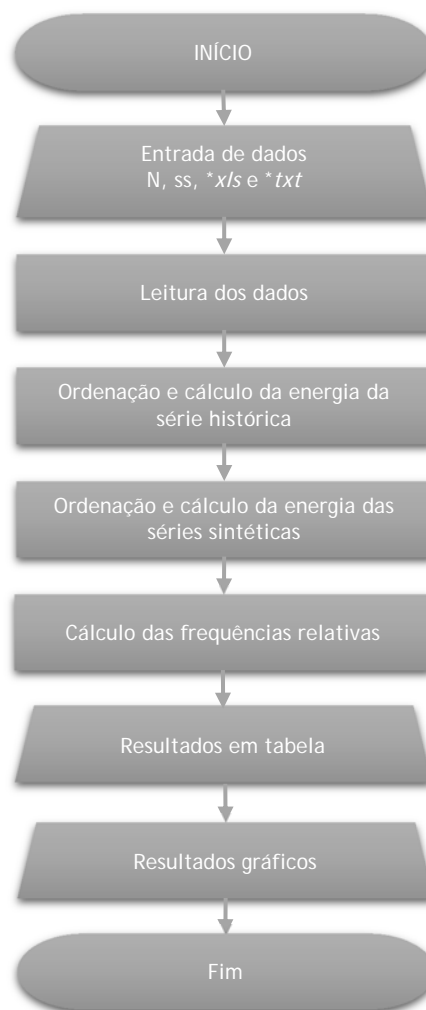 INÍCIO
Entrada de dados
N, ss, *xls e *txt
Leitura dos dados
Ordenação e cálculo da energia da
série histórica
Ordenação e cálculo da energia das
séries sintéticas
Cálculo das frequências relativas
Resultados em tabela
Resultados gráficos
Fim